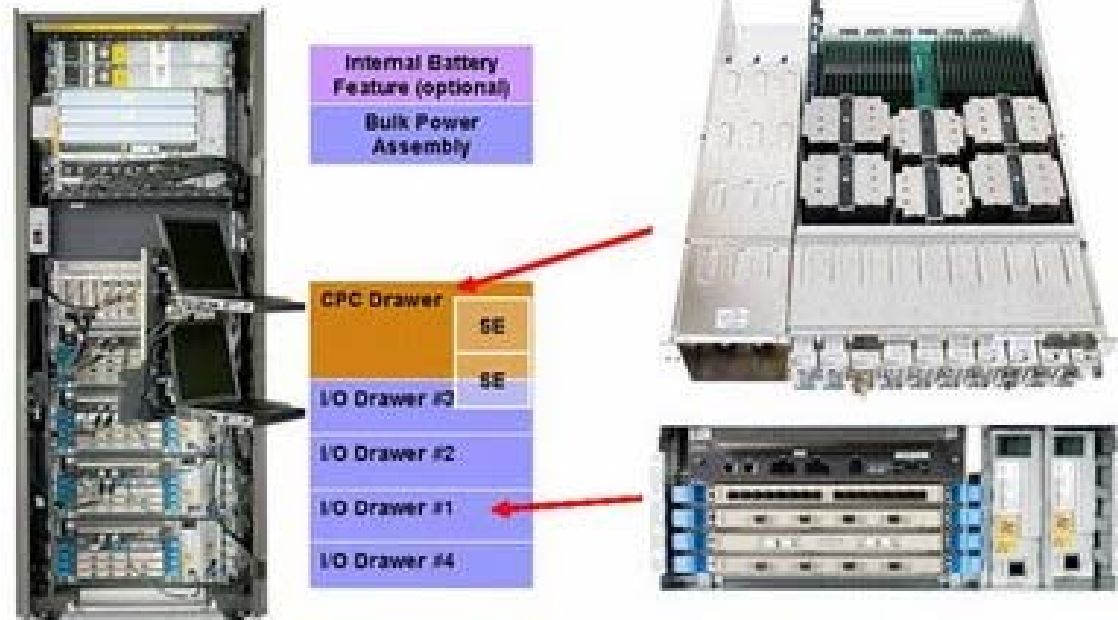 Internal Battery
Feature (optional)
Bulk Power
Assembly
CPC Drawer
SE
SE
I/O Drawer #3
I/O Drawer #2
I/O Drawer #1
I/O Drawer #4